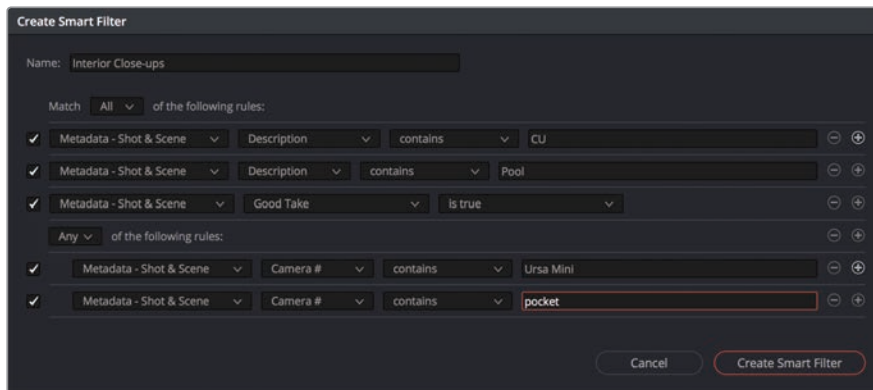 Create Smart Filter
Name: Interior Close-ups
Match All of the following rules:
Metadata - Shot & Scene Description contains CU
Metadata - Shot & Scene Description contains Pool
Metadata - Shot & Scene Good Take is true
Any of the following rules:
Metadata - Shot & Scene Camera # contains Ursa Mini
Metadata - Shot & Scene Camera # contains pocket
Cancel Create Smart Filter